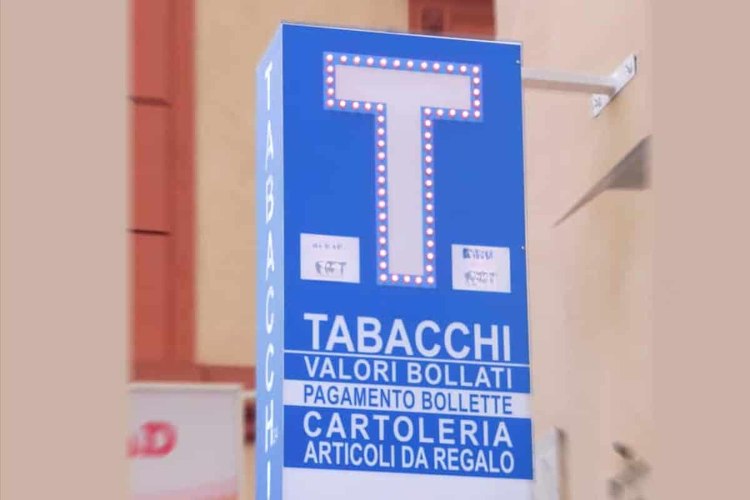 T
TABACCHI
TABACCHI
VALORI BOLLATI
PAGAMENTO BOLLETTE
CARTOLERIA
ARTICOLI DA REGALO